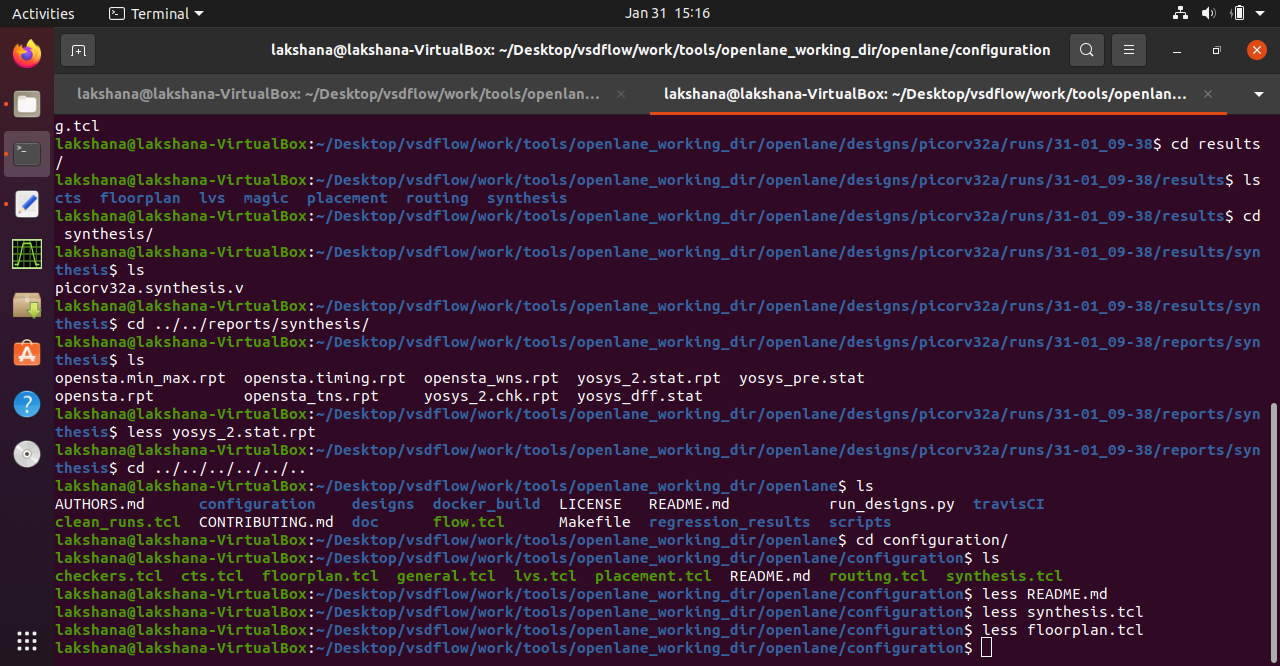 Activities Terminal Jan 31 15:16
lakshana@lakshana-VirtualBox: ~/Desktop/vsdflow/work/tools/openlane_working_dir/openlane/configuration
lakshana@lakshana-VirtualBox: ~/Desktop/vsdflow/work/tools/openlan... lakshana@lakshana-VirtualBox: ~/Desktop/vsdflow/work/tools/openlan...
g.tcl
lakshana@lakshana-VirtualBox:~/Desktop/vsdflow/work/tools/openlane_working_dir/openlane/designs/picorv32a/runs/31-01_09-38$ cd results
/
lakshana@lakshana-VirtualBox:~/Desktop/vsdflow/work/tools/openlane_working_dir/openlane/designs/picorv32a/runs/31-01_09-38/results$ ls
cts floorplan lvs magic placement routing synthesis
lakshana@lakshana-VirtualBox:~/Desktop/vsdflow/work/tools/openlane_working_dir/openlane/designs/picorv32a/runs/31-01_09-38/results$ cd
synthesis/
lakshana@lakshana-VirtualBox:~/Desktop/vsdflow/work/tools/openlane_working_dir/openlane/designs/picorv32a/runs/31-01_09-38/results/syn
thesis$ ls
picorv32a.synthesis.v
lakshana@lakshana-VirtualBox:~/Desktop/vsdflow/work/tools/openlane_working_dir/openlane/designs/picorv32a/runs/31-01_09-38/results/syn
thesis$ cd ../../reports/synthesis/
lakshana@lakshana-VirtualBox:~/Desktop/vsdflow/work/tools/openlane_working_dir/openlane/designs/picorv32a/runs/31-01_09-38/reports/syn
thesis$ ls
opensta.min_max.rpt opensta.timing.rpt opensta_wns.rpt yosys_2.stat.rpt yosys_pre.stat
opensta.rpt opensta_tns.rpt yosys_2.chk.rpt yosys_dff.stat
lakshana@lakshana-VirtualBox:~/Desktop/vsdflow/work/tools/openlane_working_dir/openlane/designs/picorv32a/runs/31-01_09-38/reports/syn
thesis$ less yosys_2.stat.rpt
lakshana@lakshana-VirtualBox:~/Desktop/vsdflow/work/tools/openlane_working_dir/openlane/designs/picorv32a/runs/31-01_09-38/reports/syn
thesis$ cd ../../../../../..
lakshana@lakshana-VirtualBox:~/Desktop/vsdflow/work/tools/openlane_working_dir/openlane$ ls
AUTHORS.md configuration designs docker_build LICENSE README.md run_designs.py travisCI
clean_runs.tcl CONTRIBUTING.md doc flow.tcl Makefile regression_results scripts
lakshana@lakshana-VirtualBox:~/Desktop/vsdflow/work/tools/openlane_working_dir/openlane$ cd configuration/
lakshana@lakshana-VirtualBox:~/Desktop/vsdflow/work/tools/openlane_working_dir/openlane/configuration$ ls
checkers.tcl cts.tcl floorplan.tcl general.tcl lvs.tcl placement.tcl README.md routing.tcl synthesis.tcl
lakshana@lakshana-VirtualBox:~/Desktop/vsdflow/work/tools/openlane_working_dir/openlane/configuration$ less README.md
lakshana@lakshana-VirtualBox:~/Desktop/vsdflow/work/tools/openlane_working_dir/openlane/configuration$ less synthesis.tcl
lakshana@lakshana-VirtualBox:~/Desktop/vsdflow/work/tools/openlane_working_dir/openlane/configuration$ less floorplan.tcl
lakshana@lakshana-VirtualBox:~/Desktop/vsdflow/work/tools/openlane_working_dir/openlane/configuration$